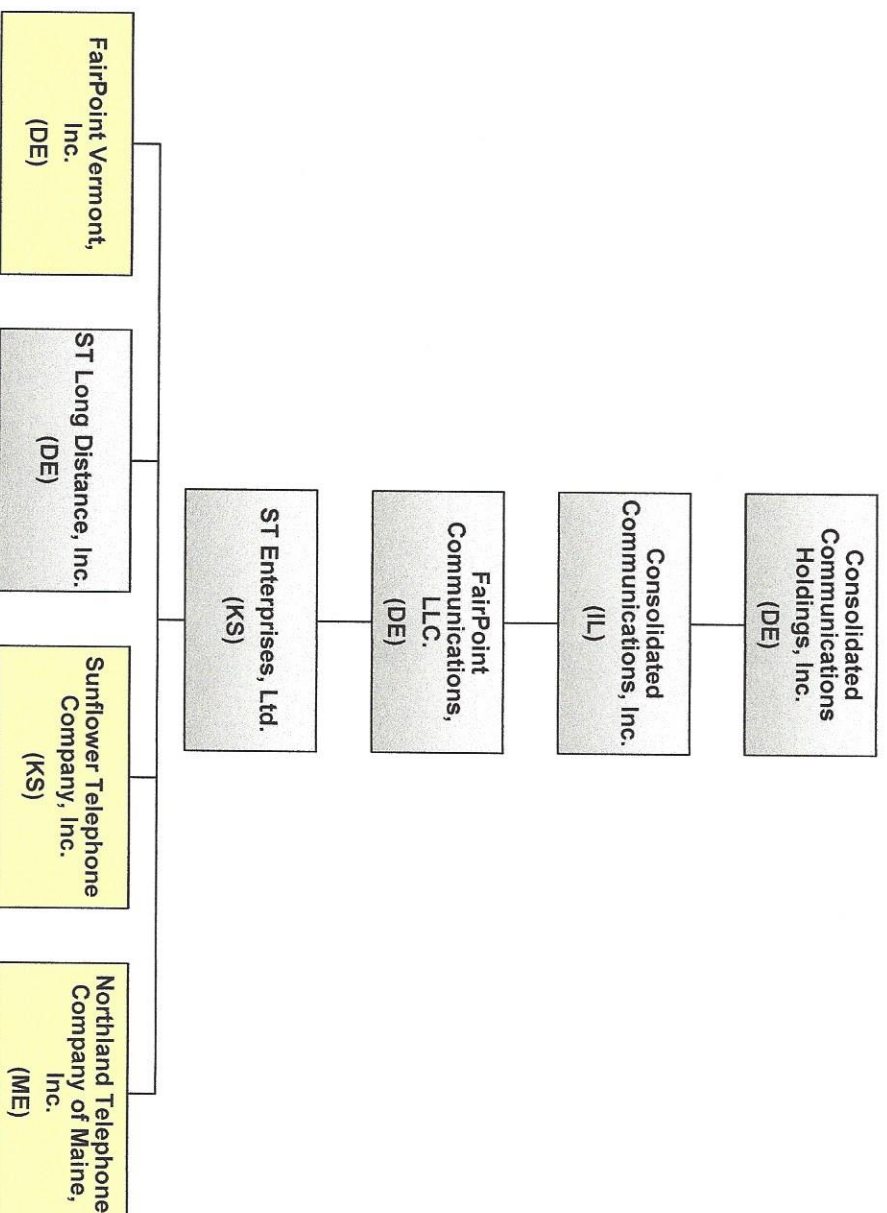 Consolidated
Communications
Holdings, Inc.
(DE)
Consolidated
Communications, Inc.
(IL)
FairPoint
Communications,
LLC.
(DE)
ST Enterprises, Ltd.
(KS)
FairPoint Vermont,
Inc.
(DE)
ST Long Distance, Inc.
(DE)
Sunflower Telephone
Company, Inc.
(KS)
Northland Telephone
Company of Maine,
Inc.
(ME)